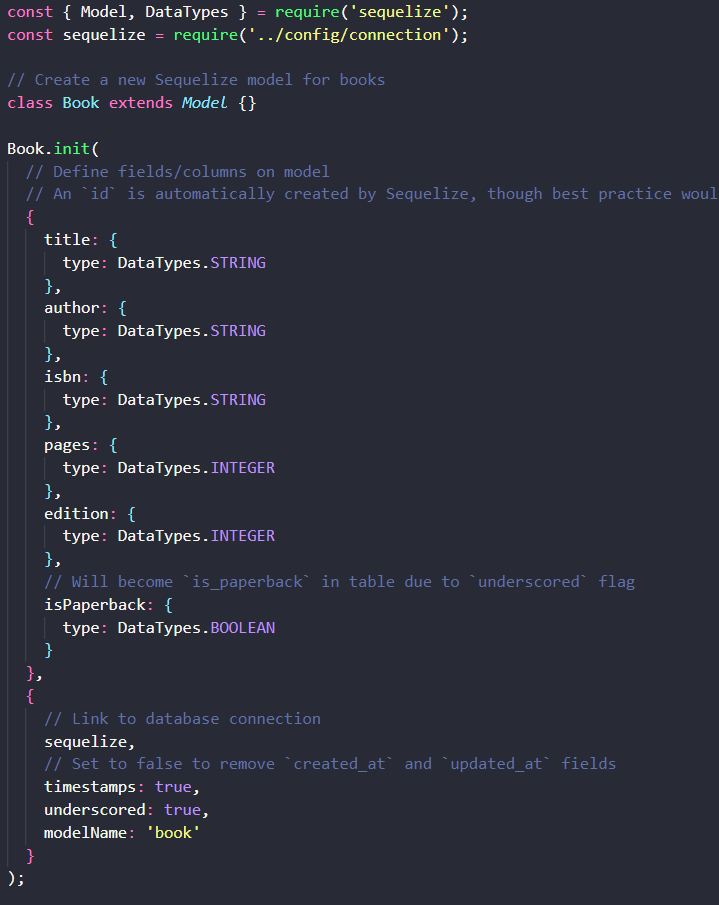 const { Model, DataTypes } = require('sequelize');
const sequelize = require('../config/connection');

// Create a new Sequelize model for books
class Book extends Model {}

Book.init(
  // Define fields/columns on model
  // An `id` is automatically created by Sequelize, though best practice woul
  {
    title: {
      type: DataTypes.STRING
    },
    author: {
      type: DataTypes.STRING
    },
    isbn: {
      type: DataTypes.STRING
    },
    pages: {
      type: DataTypes.INTEGER
    },
    edition: {
      type: DataTypes.INTEGER
    },
    // Will become `is_paperback` in table due to `underscored` flag
    isPaperback: {
      type: DataTypes.BOOLEAN
    }
  },
  {
    // Link to database connection
    sequelize,
    // Set to false to remove `created_at` and `updated_at` fields
    timestamps: true,
    underscored: true,
    modelName: 'book'
  }
);